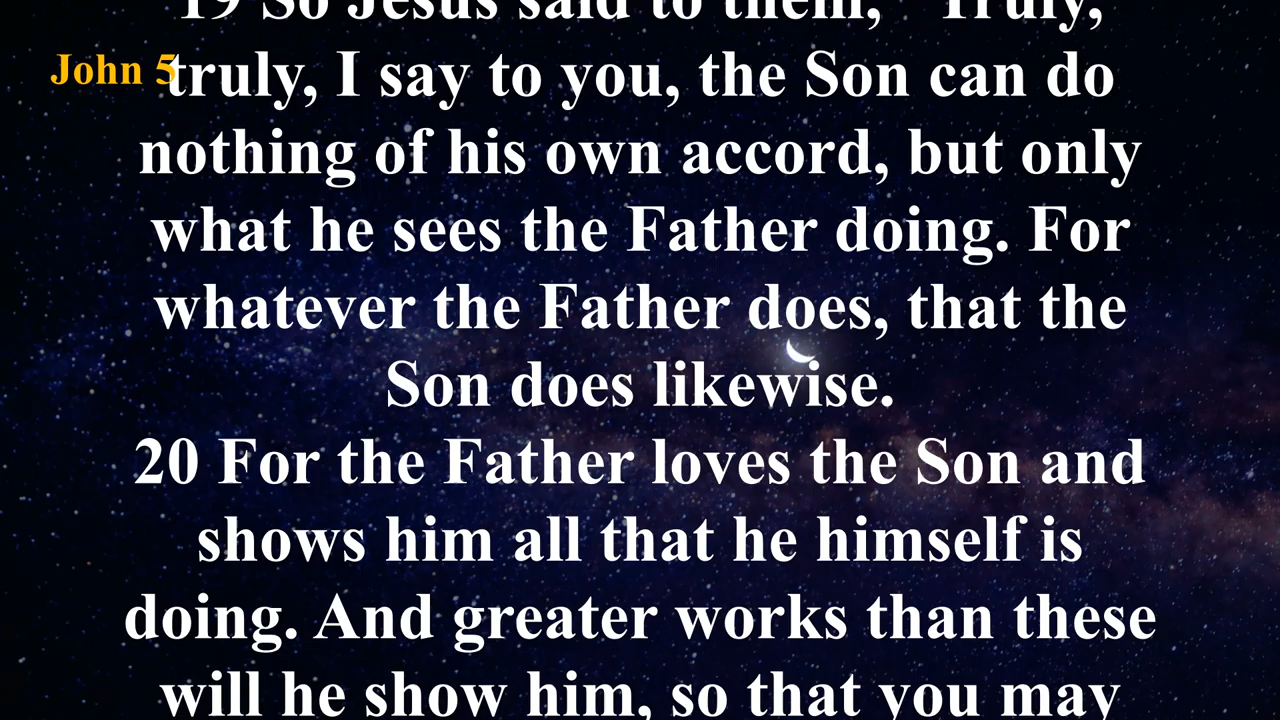 19 So Jesus said to them, “Truly,
John 5
truly, I say to you, the Son can do
nothing of his own accord, but only
what he sees the Father doing. For
whatever the Father does, that the
Son does likewise.
20 For the Father loves the Son and
shows him all that he himself is
doing. And greater works than these
will he show him, so that you may